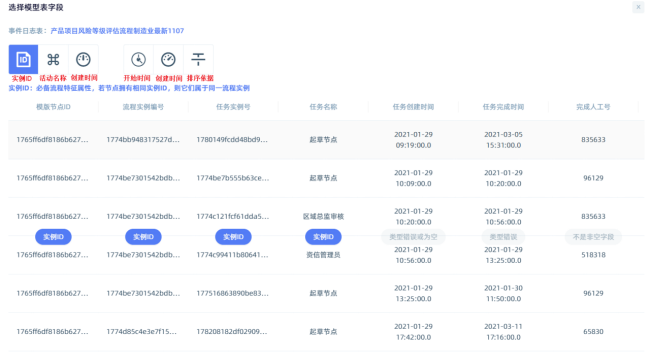 选择模型表字段
×
事件日志表：产品项目风险等级评估流程制造业最新1107
ID
实例ID 活动名称 创建时间 开始时间 创建时间 排序依据
实例ID：必备流程特征属性，若节点拥有相同实例ID，则它们属于同一流程实例
模版节点ID 流程实例编号 任务实例号 任务名称 任务创建时间 任务完成时间 完成人工号
1765ff6df8186b627... 1774bb948317527d... 1780149fcdd48bd9... 起草节点 2021-01-29 09:19:00.0 2021-03-05 15:31:00.0 835633
1765ff6df8186b627... 1774be7301542bdb... 1774be7b555b63ce... 起草节点 2021-01-29 10:09:00.0 2021-01-29 10:20:00.0 96129
1765ff6df8186b627... 1774be7301542bdb... 1774c121fcf61dda5... 区域总监审核 2021-01-29 10:20:00.0 2021-01-29 10:56:00.0 835633
实例ID 实例ID 实例ID 实例ID 类型错误或为空 类型错误 不是非空字段
1765ff6df8186b627... 1774be7301542bdb... 1774c99411b80641... 资信管理员 2021-01-29 10:56:00.0 2021-01-29 13:25:00.0 518318
1765ff6df8186b627... 1774be7301542bdb... 177516863890be83... 起草节点 2021-01-29 13:25:00.0 2021-01-30 11:50:00.0 96129
1765ff6df8186b627... 1774d85c4e3e7f15... 178208182df02909... 起草节点 2021-01-29 17:42:00.0 2021-03-11 17:16:00.0 65830